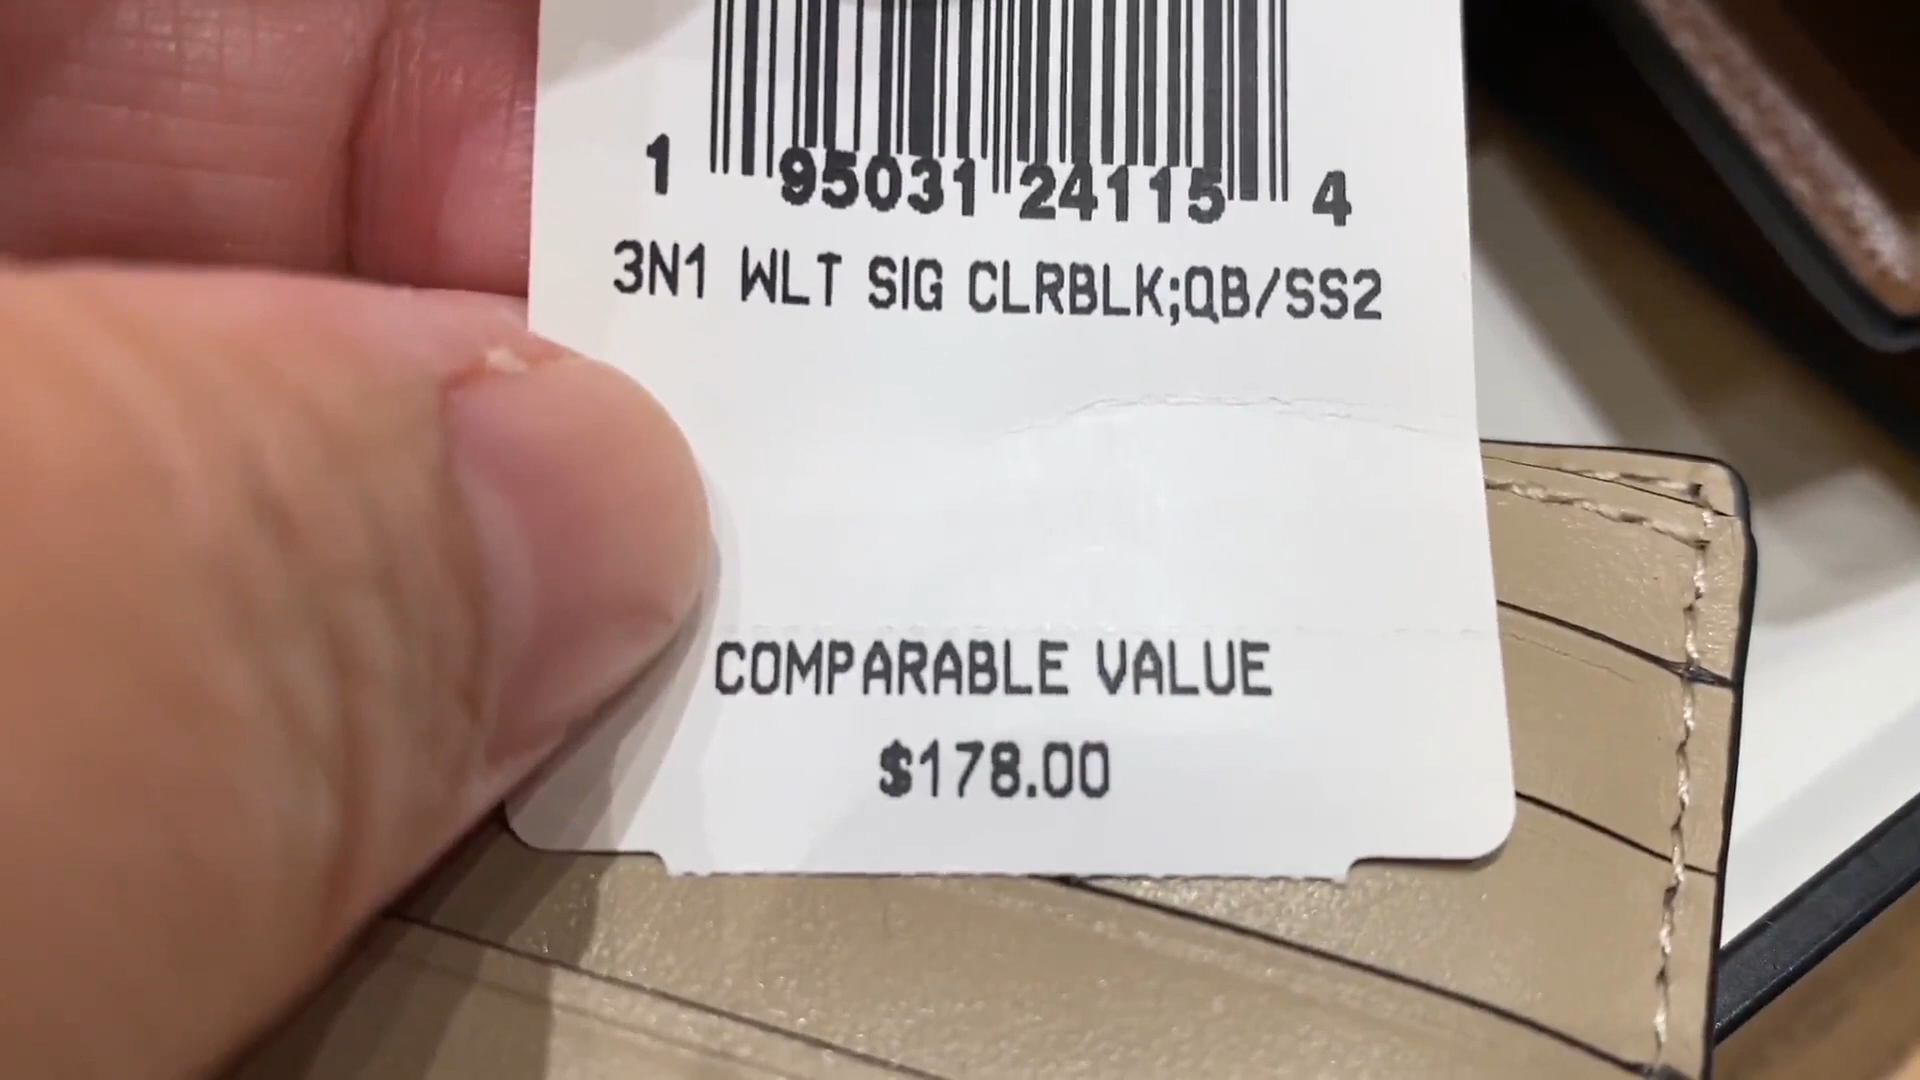 1 95031 24115 4
3N1 WLT SIG CLRBLK;QB/SS2
COMPARABLE VALUE
$178.00